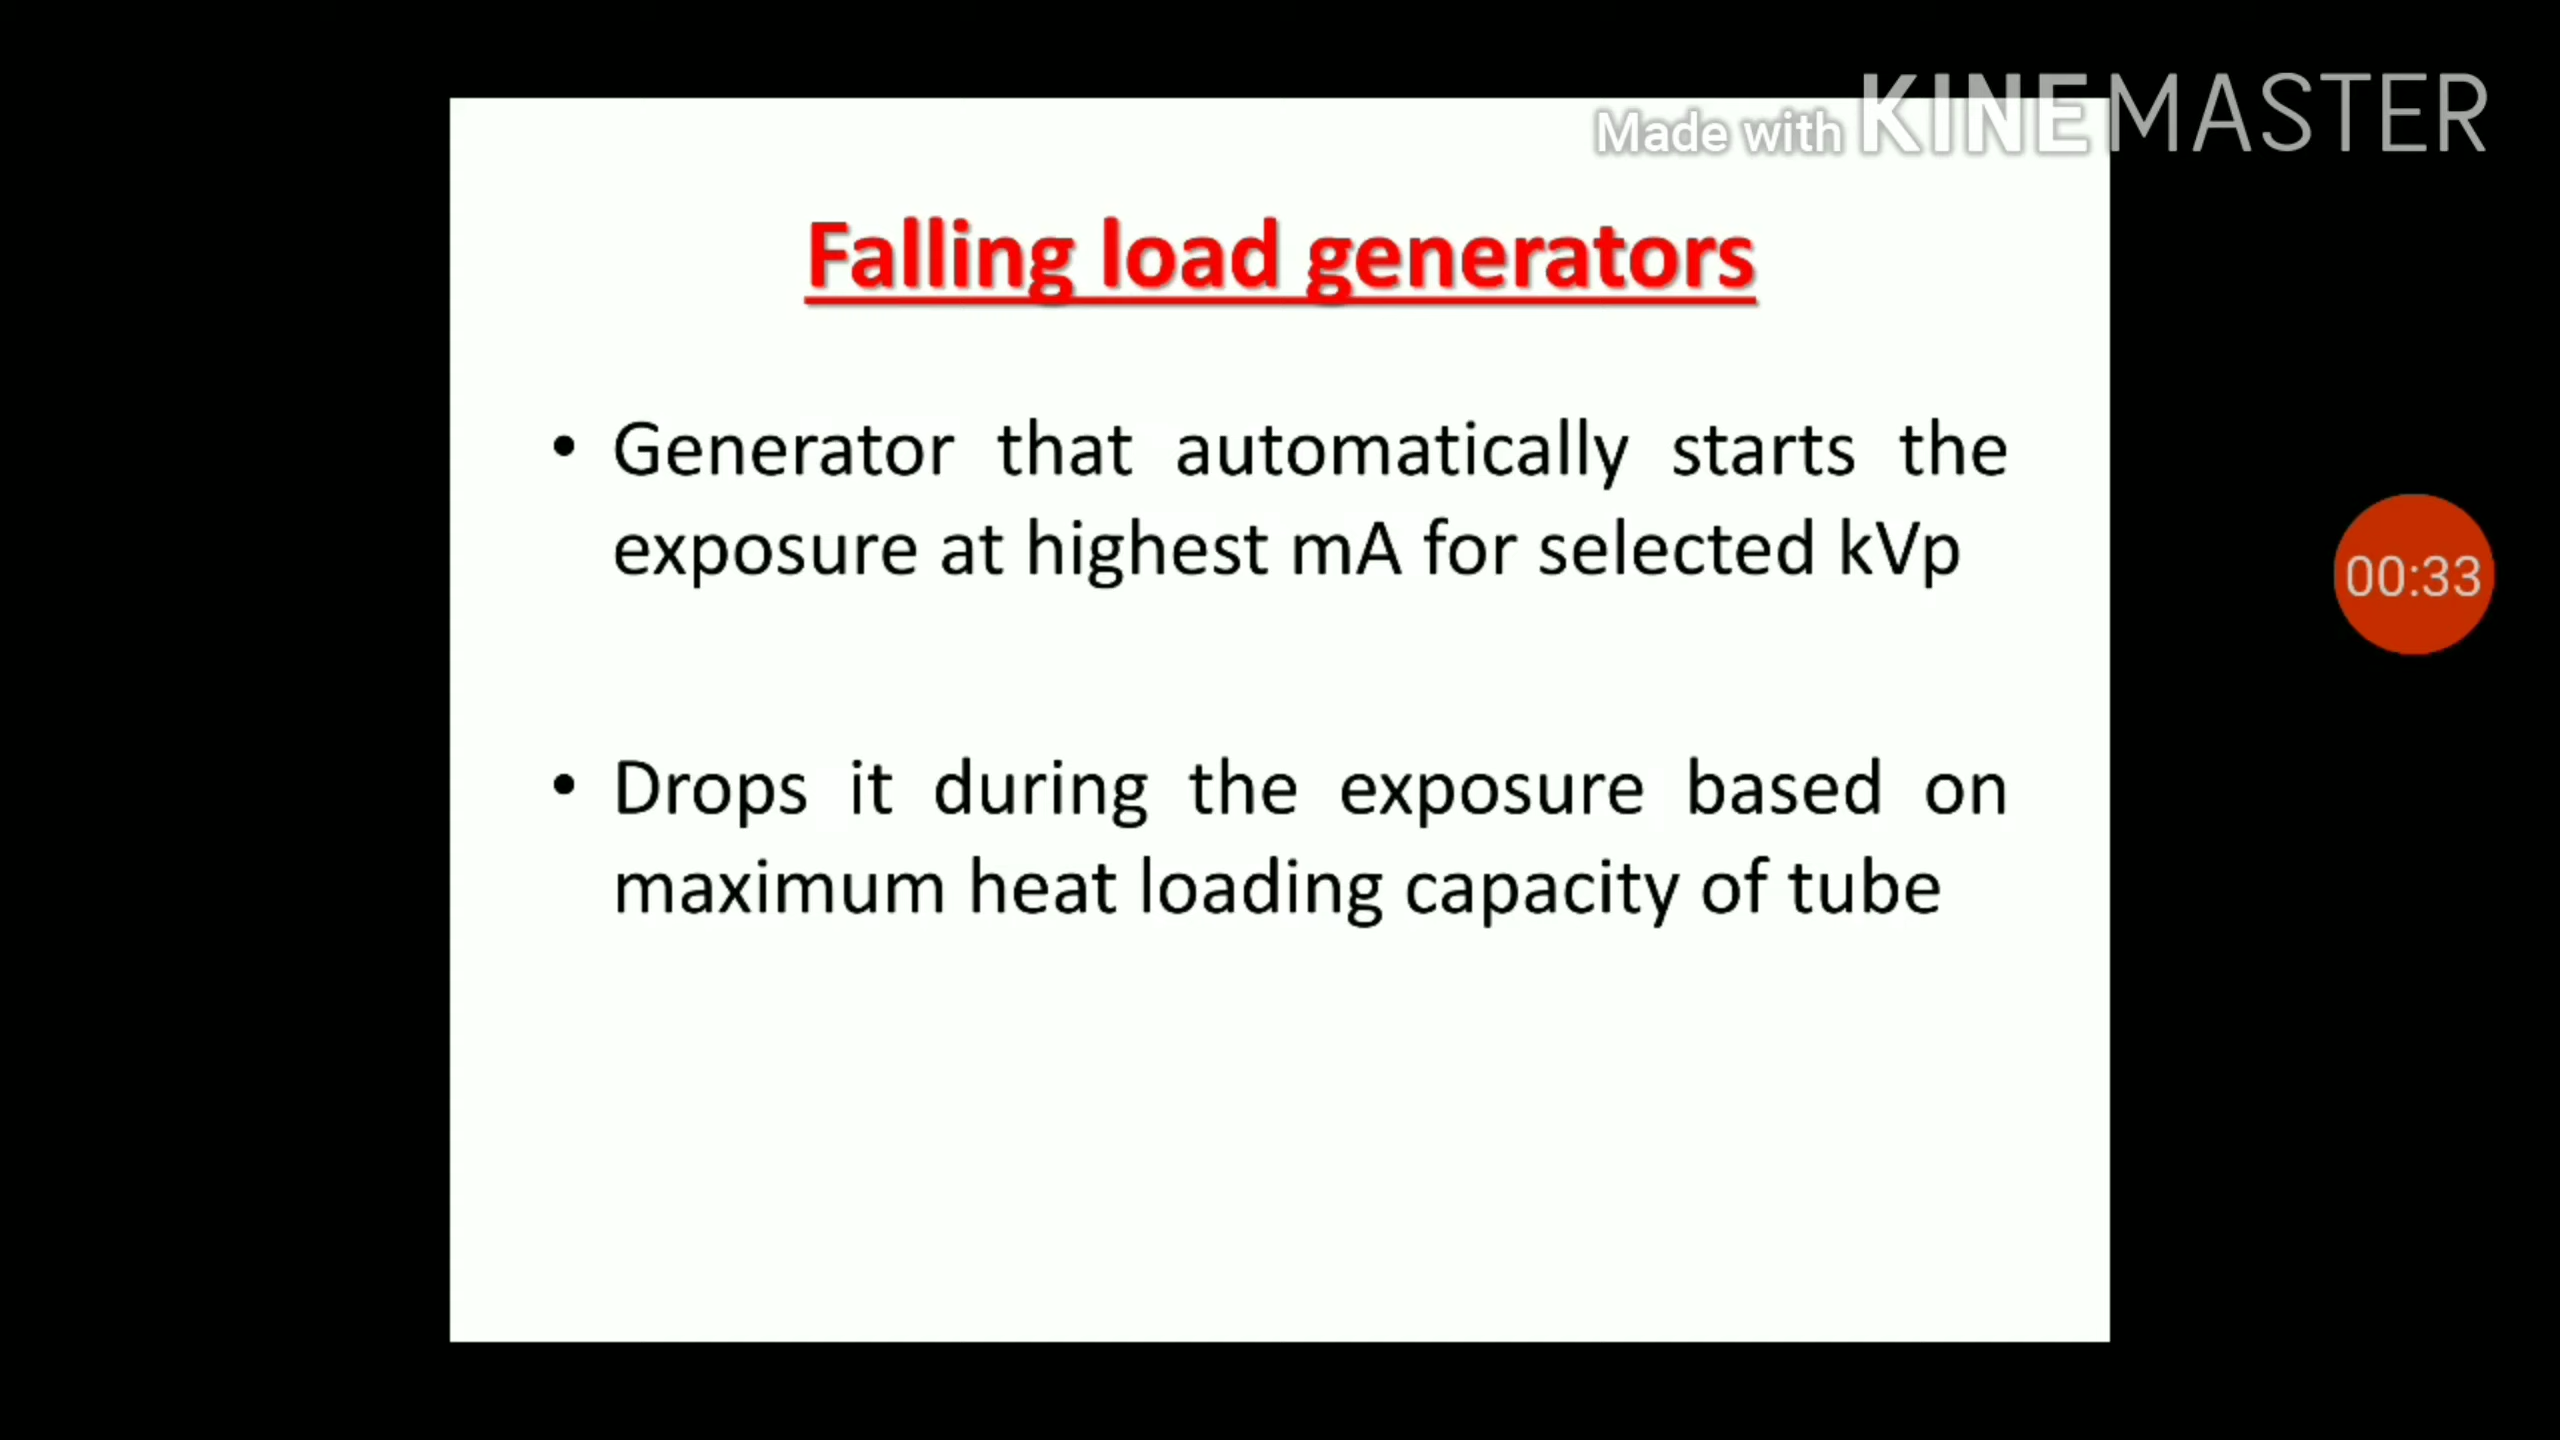 Made with KINEMASTER
Falling load generators
• Generator that automatically starts the
exposure at highest mA for selected kVp
00:33
• Drops it during the exposure based on
maximum heat loading capacity of tube